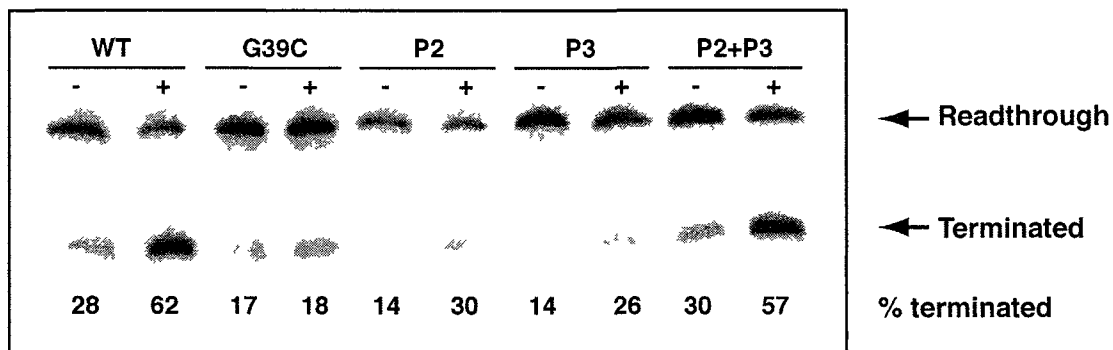 WT G39C P2 P3 P2+P3
- + - + - + - + - +
Readthrough
Terminated
28 62 17 18 14 30 14 26 30 57 % terminated